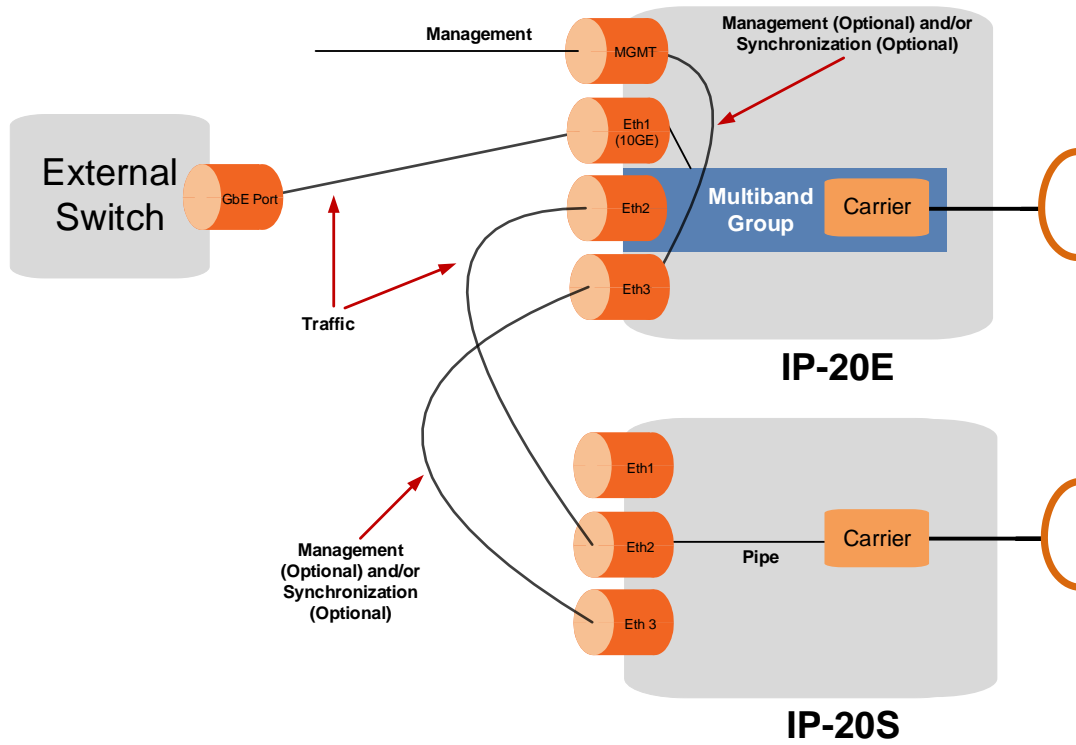 Management
MGMT
Management (Optional) and/or
Synchronization (Optional)
Eth1
(10GE)
External
Switch
GbE Port
Eth2
Multiband
Group
Carrier
Eth3
Traffic
IP-20E
Eth1
Eth2
Pipe
Carrier
Management
(Optional) and/or
Synchronization
(Optional)
Eth 3
IP-20S